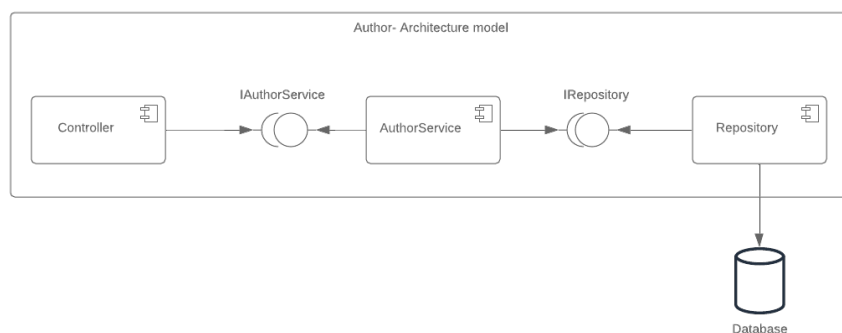 Author- Architecture model
IAuthorService
IRepository
Controller
AuthorService
Repository
Database